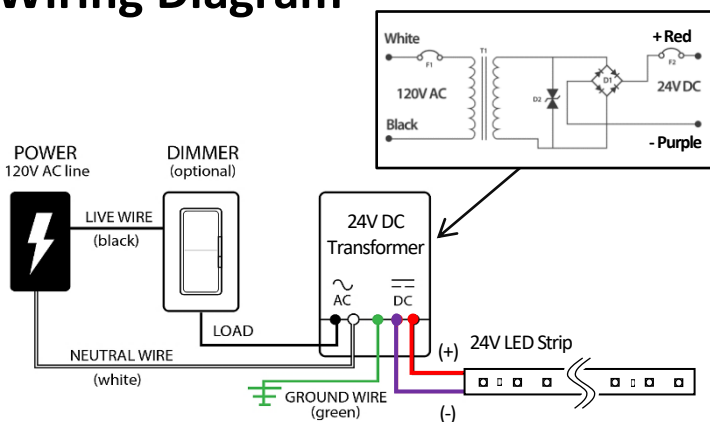 Wiring Diagram
White
F1
T1
120V AC
Black
D2
D1
+ Red
F2
24V DC
- Purple
POWER
120V AC line
DIMMER
(optional)
LIVE WIRE
(black)
24V DC
Transformer
AC
DC
LOAD
NEUTRAL WIRE
(white)
GROUND WIRE
(green)
(+)
24V LED Strip
(-)